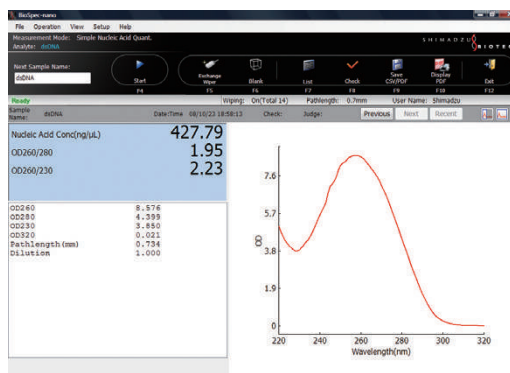 BioSpec-nano
File Operation View Setup Help
Measurement Mode: Simple Nucleic Acid Quant.
Analyte: dsDNA
SHIMADZU
BIOTECH
Next Sample Name:
dsDNA
Start
F4
Exchange Wiper
F5
Blank
F6
List
F7
Check
F8
Save CSV/PDF
F9
Display PDF
F10
Exit
F12
Ready
Wiping: On(Total 14) Pathlength: 0.7mm User Name: Shimadzu
Sample Name: dsDNA Date:Time 08/10/23 18:58:13 Check: Judge: Previous Next Recent
Nucleic Acid Conc(ng/µL) 427.79
OD260/280 1.95
OD260/230 2.23
OD260 8.576
OD280 4.399
OD230 3.850
OD320 0.021
Pathlength(mm) 0.734
Dilution 1.000
7.6
5.7
OD
3.8
1.9
0
220 240 260 280 300 320
Wavelength(nm)